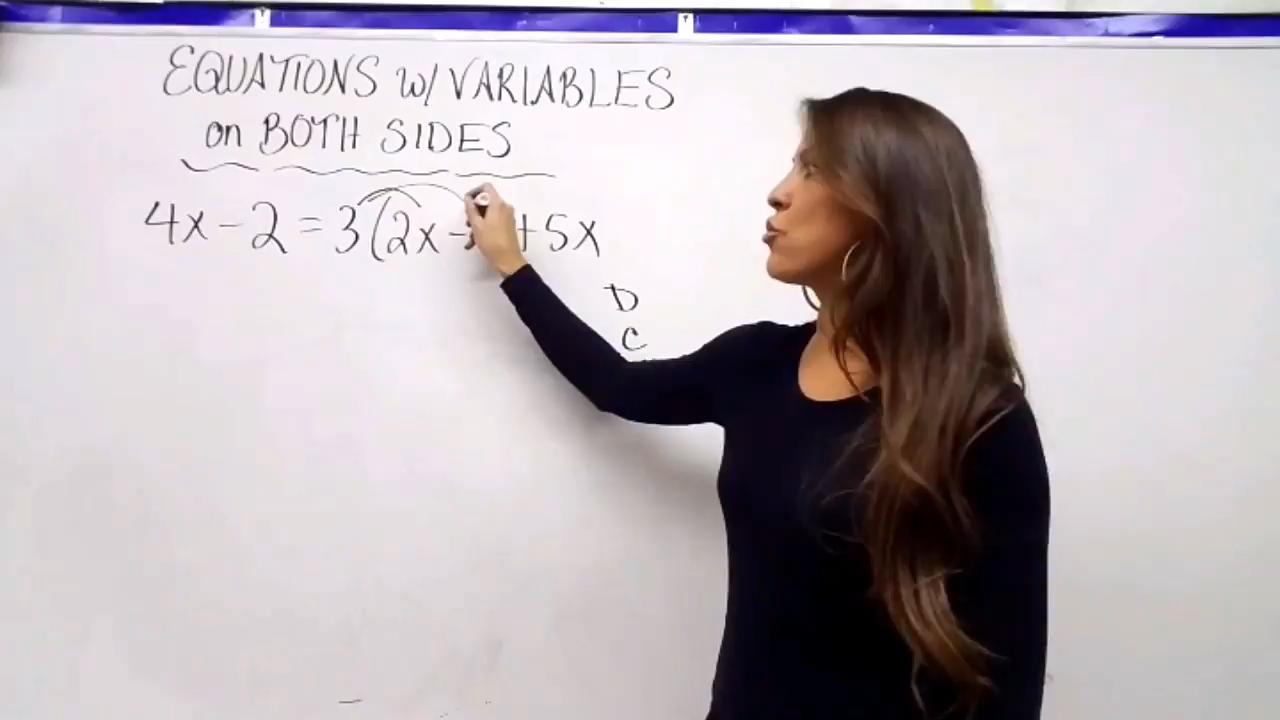 EQUATIONS w/ VARIABLES
on BOTH SIDES
4x - 2 = 3(2x - + 5x
D
C